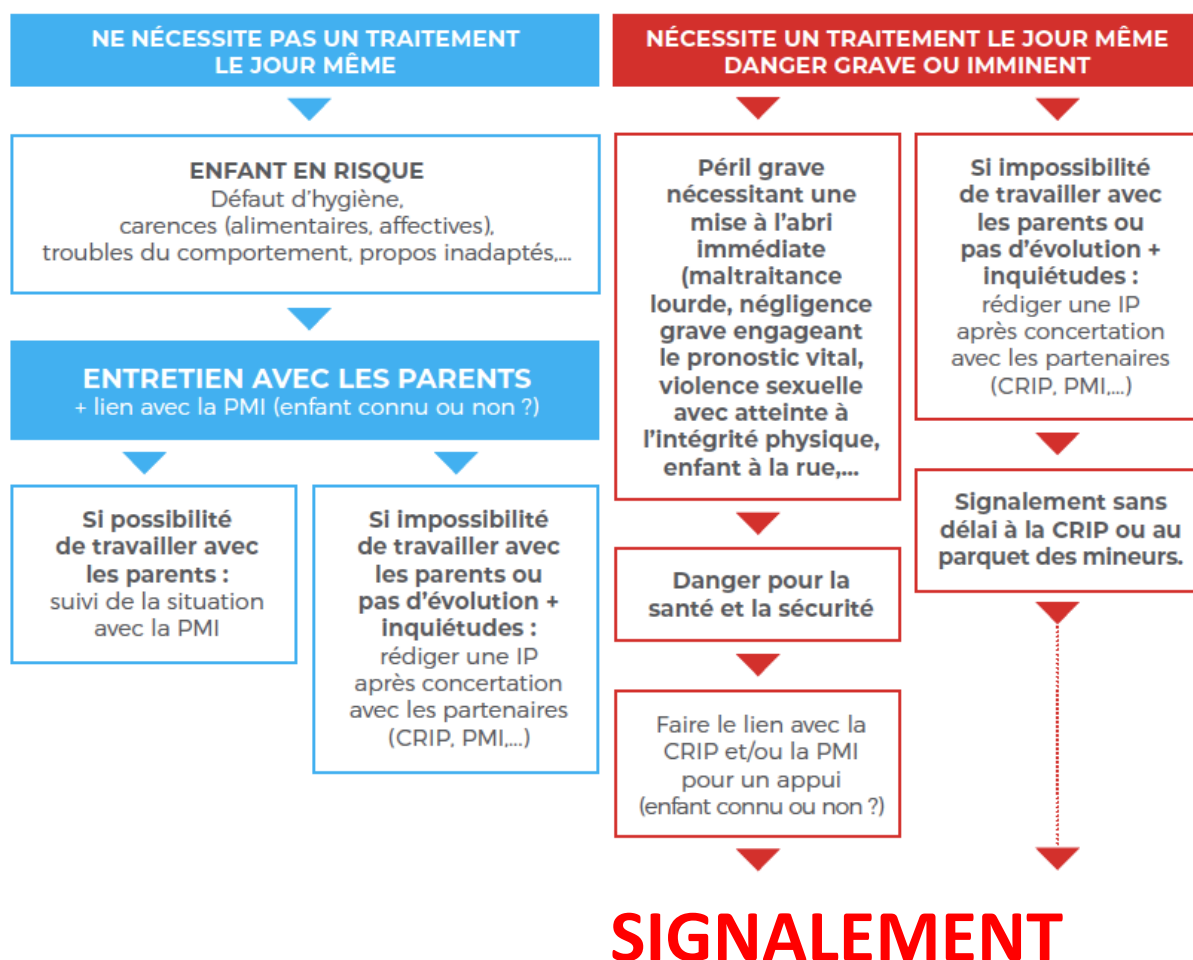 NE NÉCESSITE PAS UN TRAITEMENT
LE JOUR MÊME
ENFANT EN RISQUE
Défaut d'hygiène,
carences (alimentaires, affectives),
troubles du comportement, propos inadaptés,...
ENTRETIEN AVEC LES PARENTS
+ lien avec la PMI (enfant connu ou non ?)
Si possibilité
de travailler avec
les parents :
suivi de la situation
avec la PMI
Si impossibilité
de travailler avec
les parents ou
pas d'évolution +
inquiétudes :
rédiger une IP
après concertation
avec les partenaires
(CRIP, PMI,...)
NÉCESSITE UN TRAITEMENT LE JOUR MÊME
DANGER GRAVE OU IMMINENT
Péril grave
nécessitant une
mise à l'abri
immédiate
(maltraitance
lourde, négligence
grave engageant
le pronostic vital,
violence sexuelle
avec atteinte à
l'intégrité physique,
enfant à la rue,...
Danger pour la
santé et la sécurité
Faire le lien avec la
CRIP et/ou la PMI
pour un appui
(enfant connu ou non ?)
Si impossibilité
de travailler avec
les parents ou
pas d'évolution +
inquiétudes :
rédiger une IP
après concertation
avec les partenaires
(CRIP, PMI,...)
Signalement sans
délai à la CRIP ou au
parquet des mineurs.
SIGNALEMENT